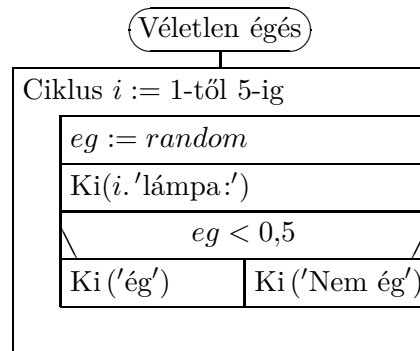 Véletlen égés
Ciklus i := 1-től 5-ig
eg := random
Ki(i. 'lámpa:')
eg < 0,5
Ki ('ég') Ki ('Nem ég')